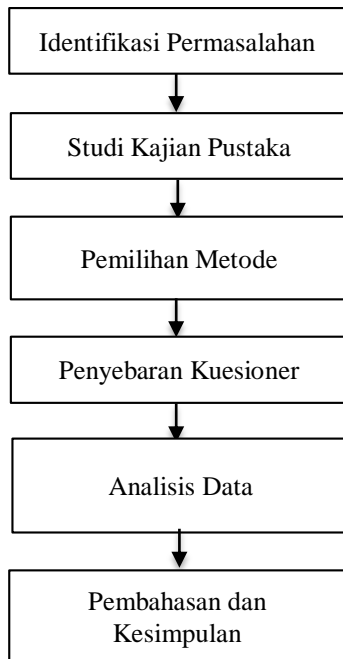 Identifikasi Permasalahan
Studi Kajian Pustaka
Pemilihan Metode
Penyebaran Kuesioner
Analisis Data
Pembahasan dan
Kesimpulan